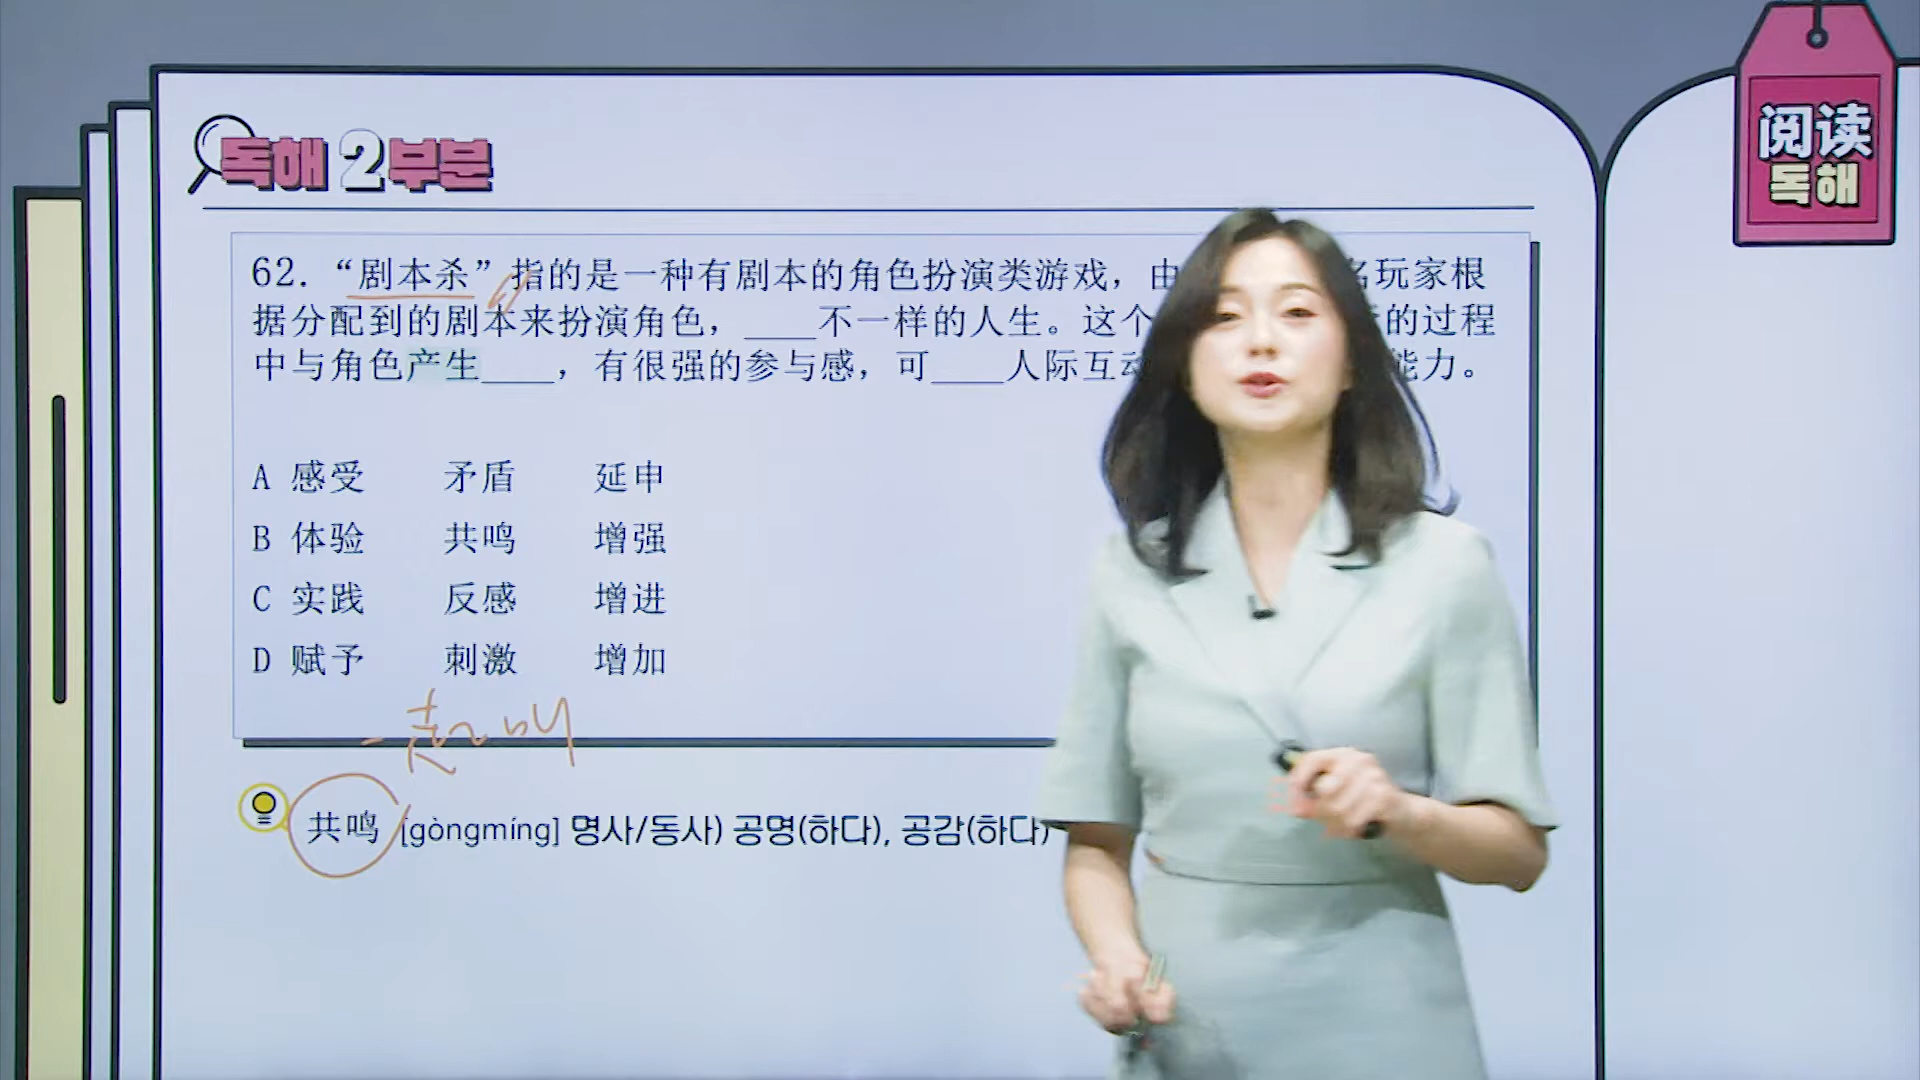 阅读
독해
독해 2부분
62. “剧本杀”指的是一种有剧本的角色扮演类游戏，由 名玩家根
据分配到的剧本来扮演角色，____不一样的人生。这个 的过程
中与角色产生____，有很强的参与感，可____人际互动 能力。
A 感受 矛盾 延申
B 体验 共鸣 增强
C 实践 反感 增进
D 赋予 刺激 增加
一起叫
共鸣 [gòngmíng] 명사/동사) 공명(하다), 공감(하다)